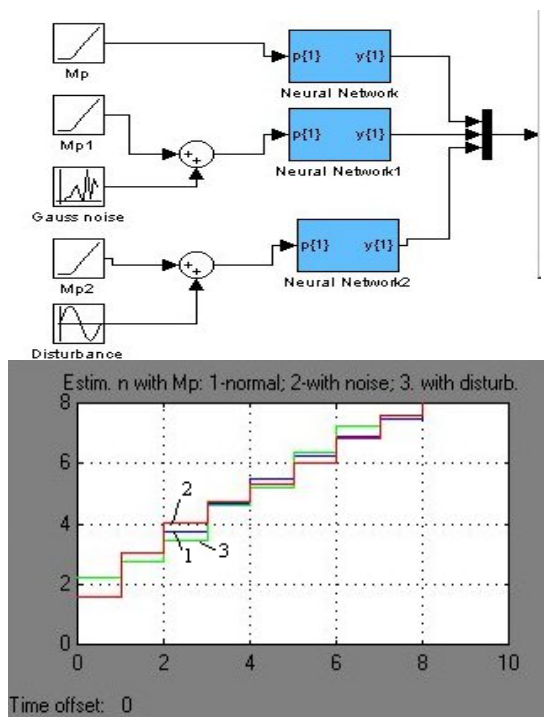 p{1} y{1}
Mp
Neural Network
Mp1
+
+
p{1} y{1}
Neural Network1
Gauss noise
Mp2
+
+
p{1} y{1}
Neural Network2
Disturbance
Estim. n with Mp: 1-normal; 2-with noise; 3. with disturb.
8
6
4
2
0
2
1
3
0 2 4 6 8 10
Time offset: 0